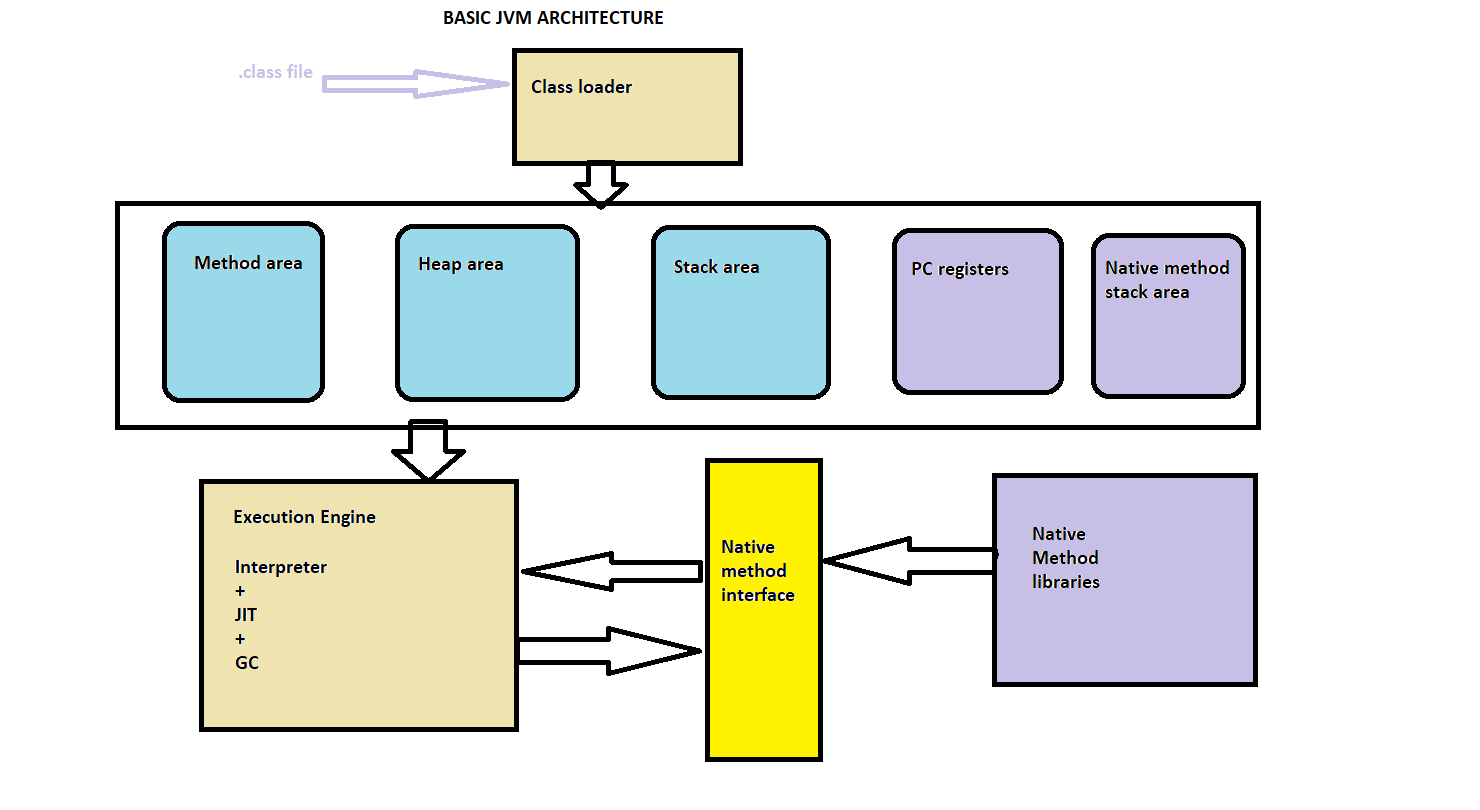 BASIC JVM ARCHITECTURE
.class file
Class loader
Method area
Heap area
Stack area
PC registers
Native method
stack area
Execution Engine
Interpreter
+
JIT
+
GC
Native
method
interface
Native
Method
libraries